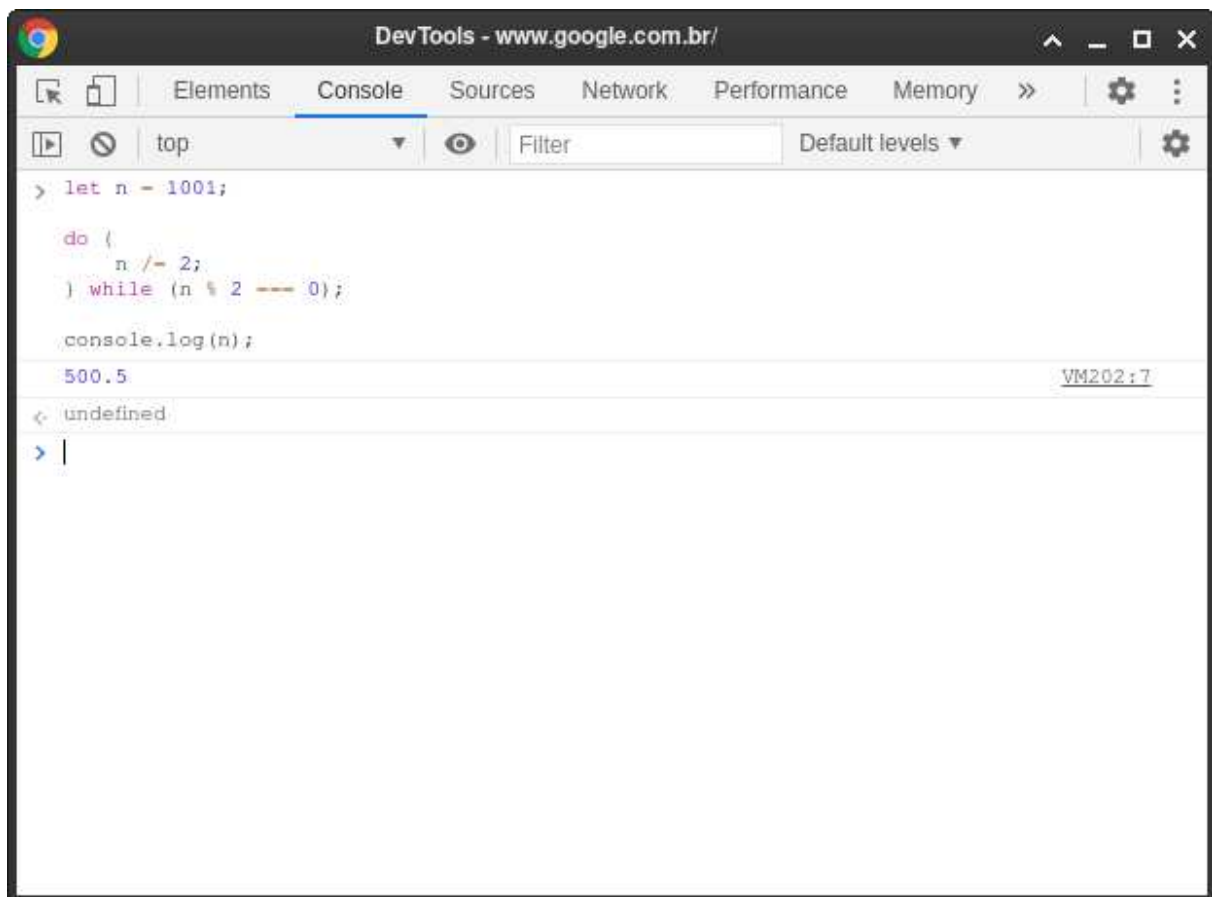 DevTools - www.google.com.br/
Elements Console Sources Network Performance Memory »
top Filter Default levels
> let n = 1001;
do {
n /= 2;
} while (n % 2 === 0);
console.log(n);
500.5 VM202:7
undefined
>